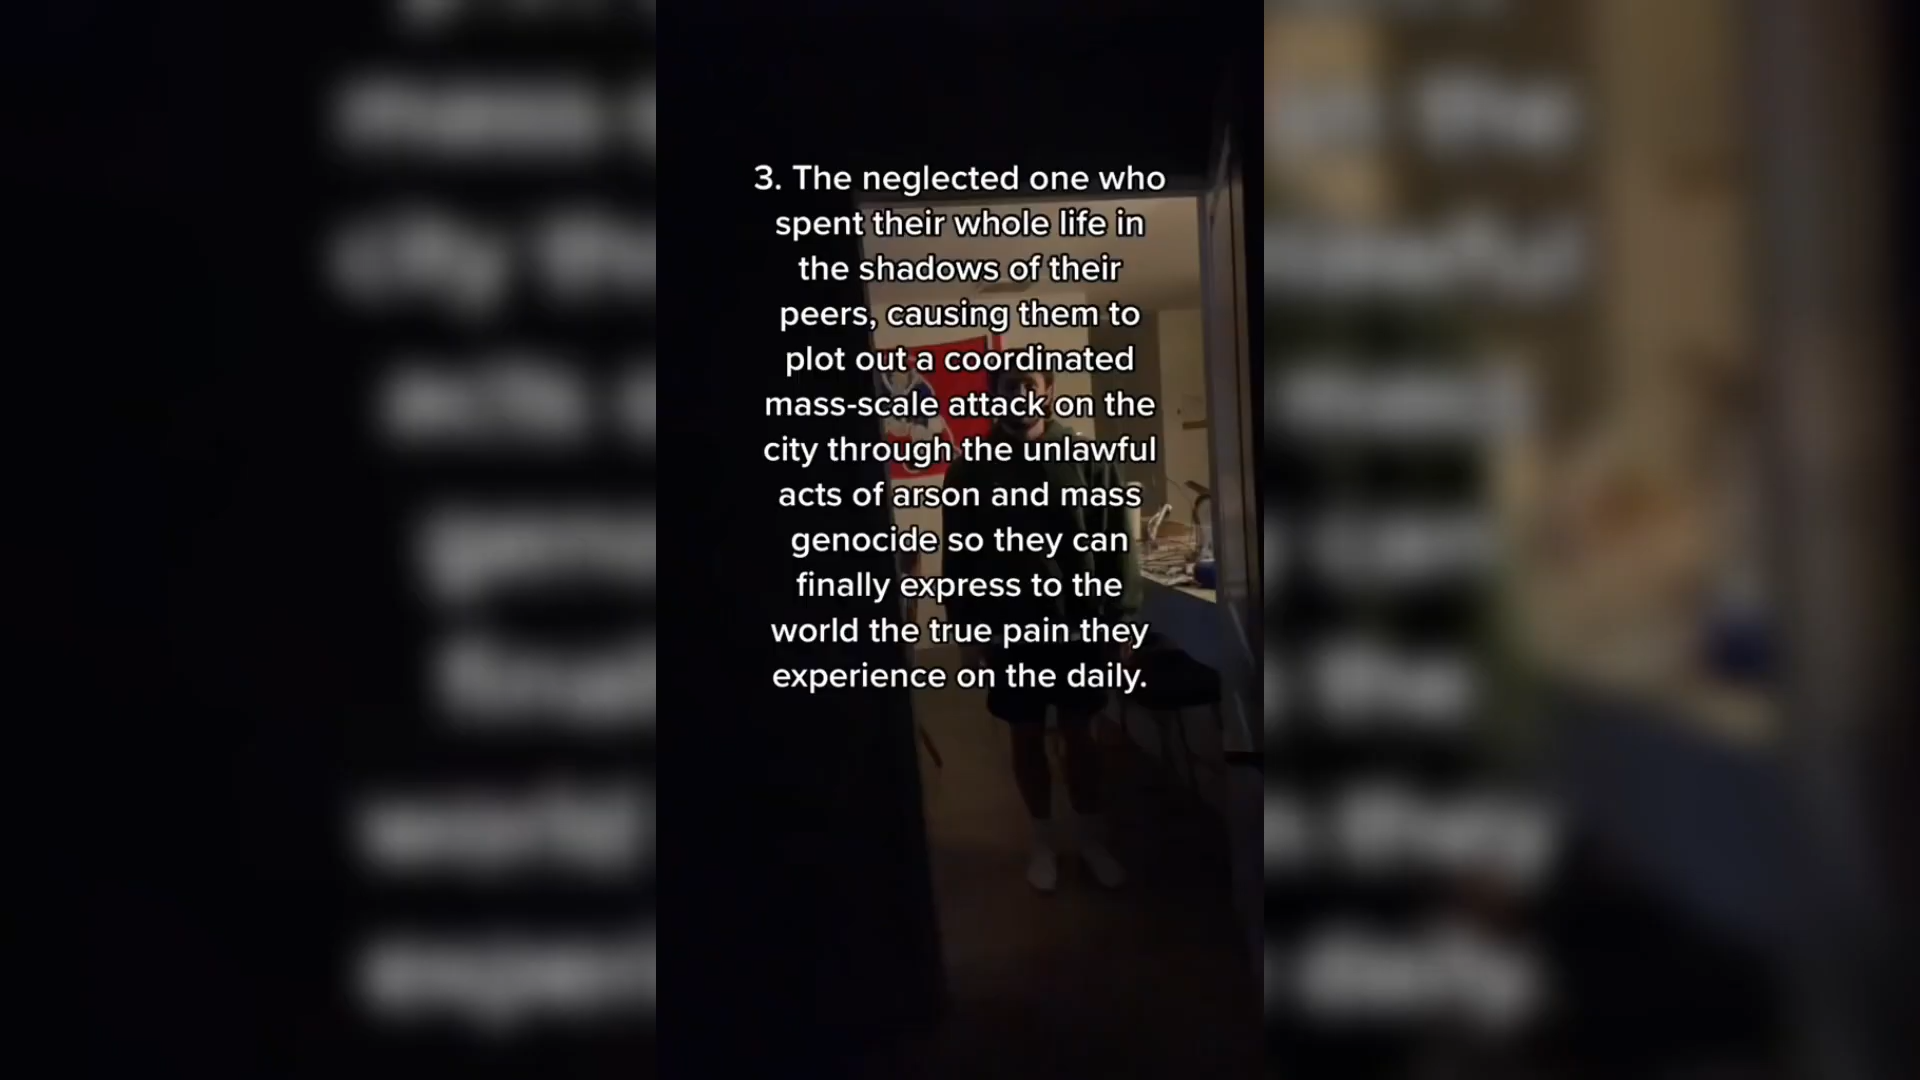 3. The neglected one who
spent their whole life in
the shadows of their
peers, causing them to
plot out a coordinated
mass-scale attack on the
city through the unlawful
acts of arson and mass
genocide so they can
finally express to the
world the true pain they
experience on the daily.